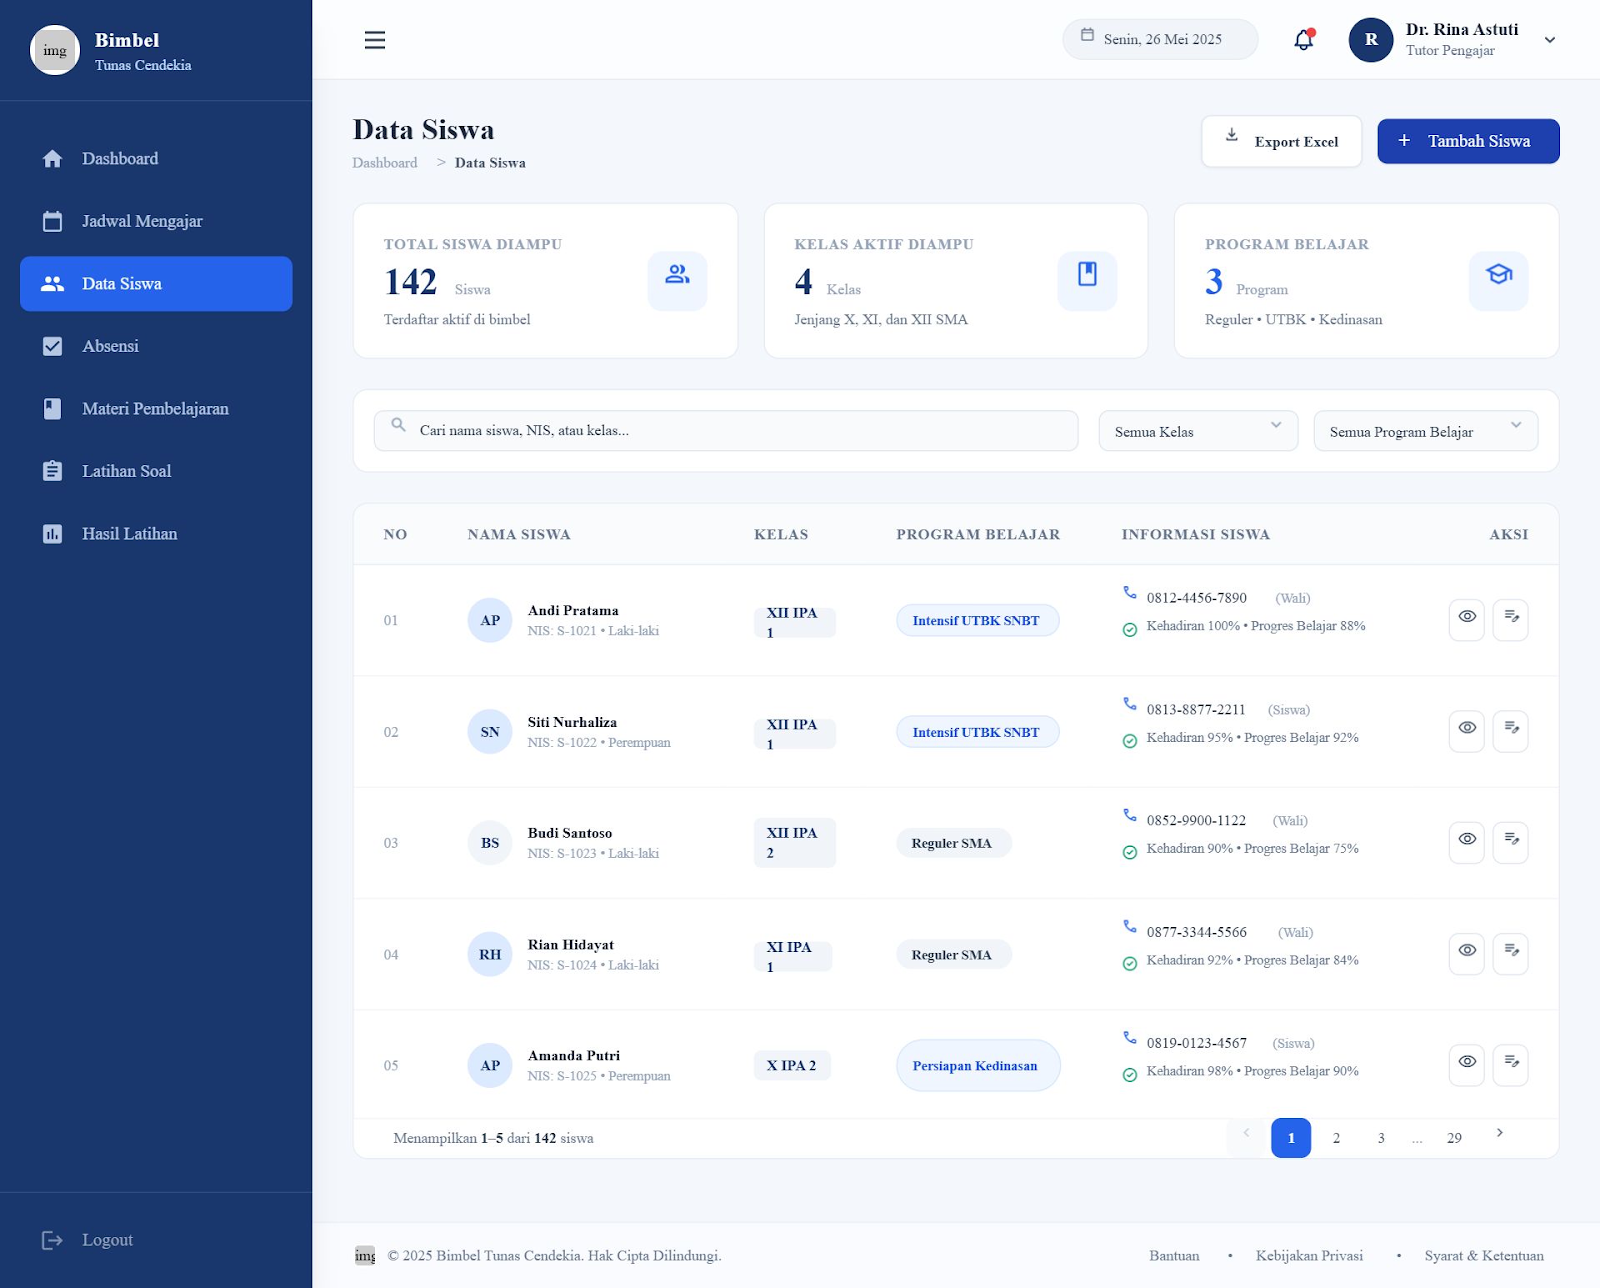 img
Bimbel
Tunas Cendekia
Dashboard
Jadwal Mengajar
Data Siswa
Absensi
Materi Pembelajaran
Latihan Soal
Hasil Latihan
Logout
Senin, 26 Mei 2025
R
Dr. Rina Astuti
Tutor Pengajar
Data Siswa
Dashboard > Data Siswa
Export Excel
+ Tambah Siswa
TOTAL SISWA DIAMPU
142 Siswa
Terdaftar aktif di bimbel
KELAS AKTIF DIAMPU
4 Kelas
Jenjang X, XI, dan XII SMA
PROGRAM BELAJAR
3 Program
Reguler • UTBK • Kedinasan
Cari nama siswa, NIS, atau kelas...
Semua Kelas
Semua Program Belajar
NO NAMA SISWA KELAS PROGRAM BELAJAR INFORMASI SISWA AKSI
01
AP
Andi Pratama
NIS: S-1021 • Laki-laki
XII IPA
1
Intensif UTBK SNBT
0812-4456-7890 (Wali)
Kehadiran 100% • Progres Belajar 88%
02
SN
Siti Nurhaliza
NIS: S-1022 • Perempuan
XII IPA
1
Intensif UTBK SNBT
0813-8877-2211 (Siswa)
Kehadiran 95% • Progres Belajar 92%
03
BS
Budi Santoso
NIS: S-1023 • Laki-laki
XII IPA
2
Reguler SMA
0852-9900-1122 (Wali)
Kehadiran 90% • Progres Belajar 75%
04
RH
Rian Hidayat
NIS: S-1024 • Laki-laki
XI IPA
1
Reguler SMA
0877-3344-5566 (Wali)
Kehadiran 92% • Progres Belajar 84%
05
AP
Amanda Putri
NIS: S-1025 • Perempuan
X IPA 2
Persiapan Kedinasan
0819-0123-4567 (Siswa)
Kehadiran 98% • Progres Belajar 90%
Menampilkan 1–5 dari 142 siswa
1 2 3 ... 29
img
© 2025 Bimbel Tunas Cendekia. Hak Cipta Dilindungi.
Bantuan • Kebijakan Privasi • Syarat & Ketentuan